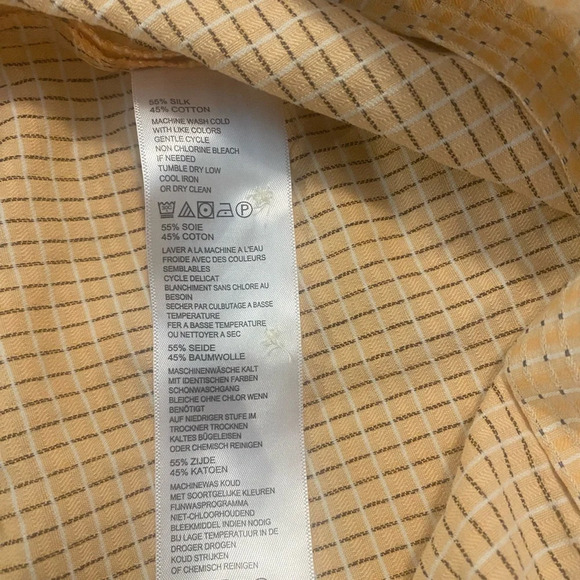 55% SILK
45% COTTON
MACHINE WASH COLD
WITH LIKE COLORS
GENTLE CYCLE
NON CHLORINE BLEACH
IF NEEDED
TUMBLE DRY LOW
COOL IRON
OR DRY CLEAN
P
55% SOIE
45% COTON
LAVER A LA MACHINE A L'EAU
FROIDE AVEC DES COULEURS
SEMBLABLES
CYCLE DELICAT
BLANCHIMENT SANS CHLORE AU
BESOIN
SECHER PAR CULBUTAGE A BASSE
TEMPERATURE
FER A BASSE TEMPERATURE
OU NETTOYER A SEC
55% SEIDE
45% BAUMWOLLE
MASCHINENWÄSCHE KALT
MIT IDENTISCHEN FARBEN
SCHONWASCHGANG
BLEICHE OHNE CHLOR WENN
BENÖTIGT
AUF NIEDRIGER STUFE IM
TROCKNER TROCKNEN
KALTES BÜGELEISEN
ODER CHEMISCH REINIGEN
55% ZIJDE
45% KATOEN
MACHINEWAS KOUD
MET SOORTGELIJKE KLEUREN
FIJNWASPROGRAMMA
NIET-CHLOORHOUDEND
BLEEKMIDDEL INDIEN NODIG
BIJ LAGE TEMPERATUUR IN DE
DROGER DROGEN
KOUD STRIJKEN
OF CHEMISCH REINIGEN